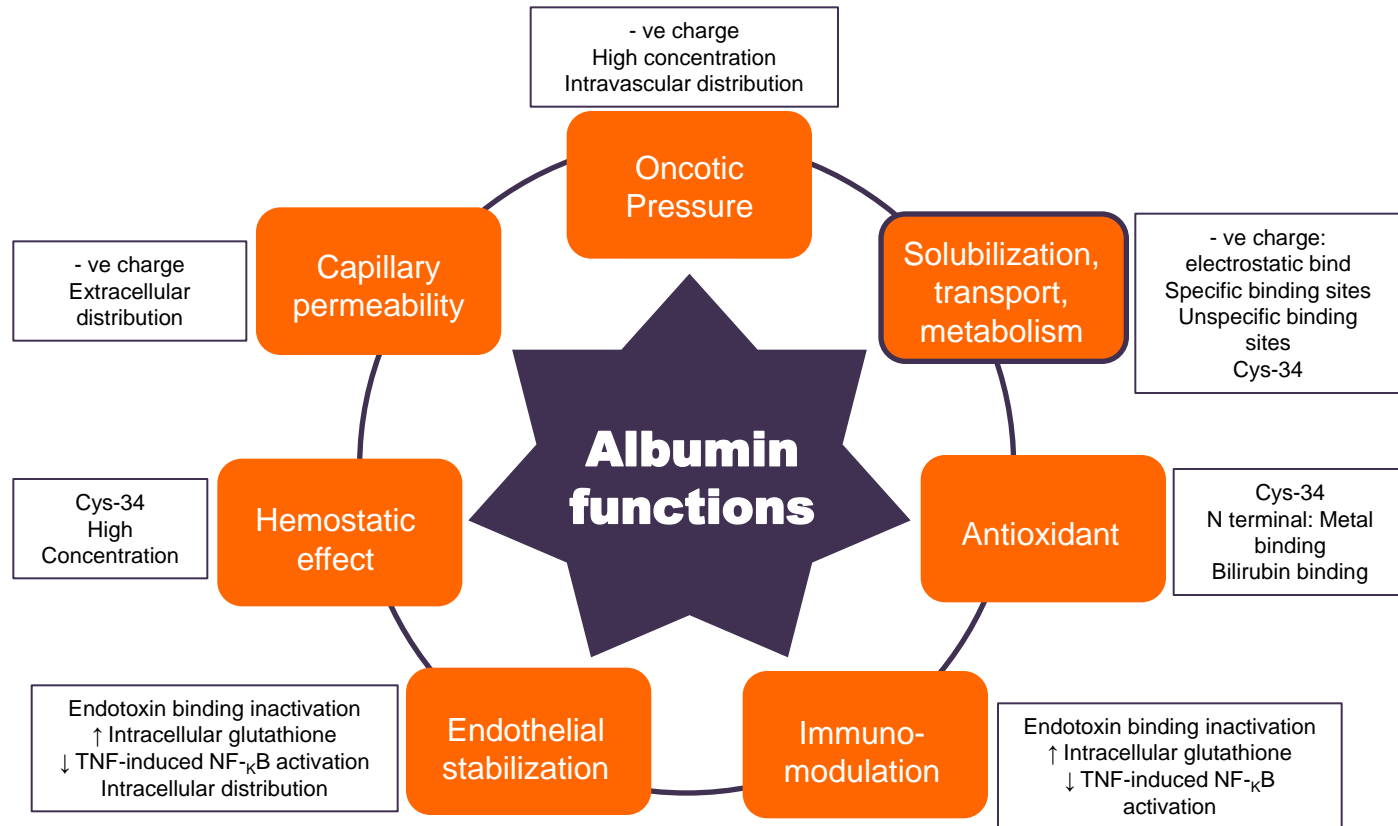 - ve charge
High concentration
Intravascular distribution
Oncotic
Pressure
Solubilization,
transport,
metabolism
- ve charge:
electrostatic bind
Specific binding sites
Unspecific binding
sites
Cys-34
Antioxidant
Cys-34
N terminal: Metal
binding
Bilirubin binding
Immuno-
modulation
Endotoxin binding inactivation
↑ Intracellular glutathione
↓ TNF-induced NF-KB
activation
Endothelial
stabilization
Endotoxin binding inactivation
↑ Intracellular glutathione
↓ TNF-induced NF-KB activation
Intracellular distribution
Hemostatic
effect
Cys-34
High
Concentration
Capillary
permeability
- ve charge
Extracellular
distribution
Albumin
functions